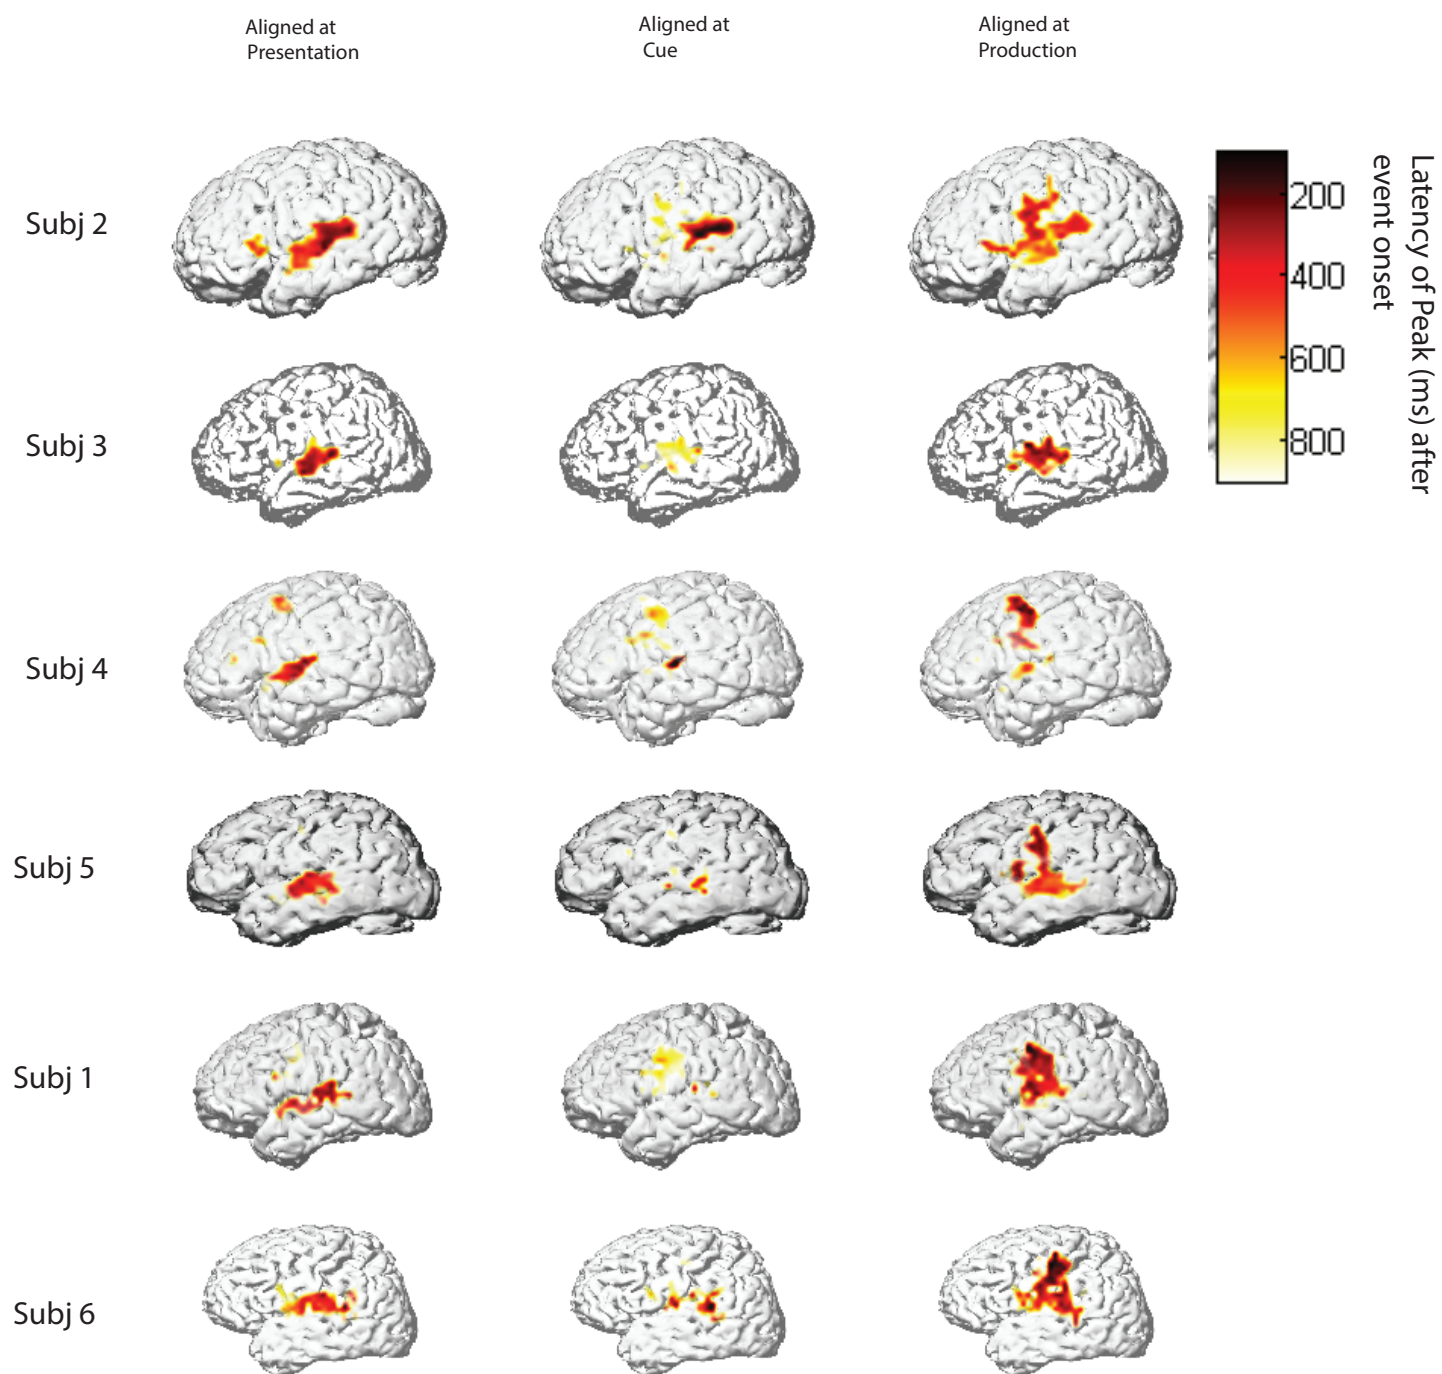 Aligned at
Presentation
Aligned at
Cue
Aligned at
Production
Subj 2
Subj 3
Subj 4
Subj 5
Subj 1
Subj 6
200
400
600
800
Latency of Peak (ms) after
event onset